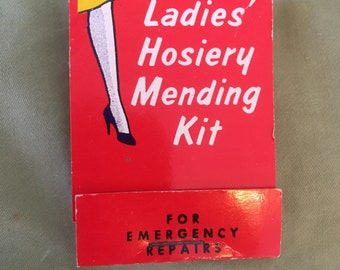 Ladies'
Hosiery
Mending
Kit
FOR
EMERGENCY
REPAIRS